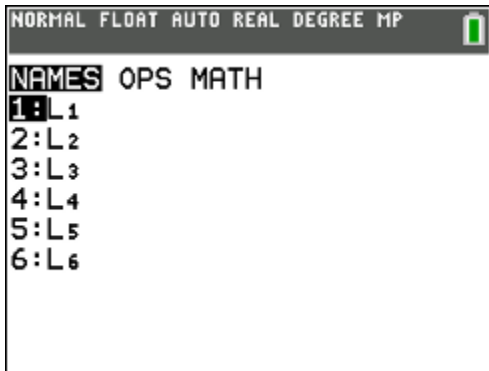 NORMAL FLOAT AUTO REAL DEGREE MP
NAMES OPS MATH
1:L₁
2:L₂
3:L₃
4:L₄
5:L₅
6:L₆